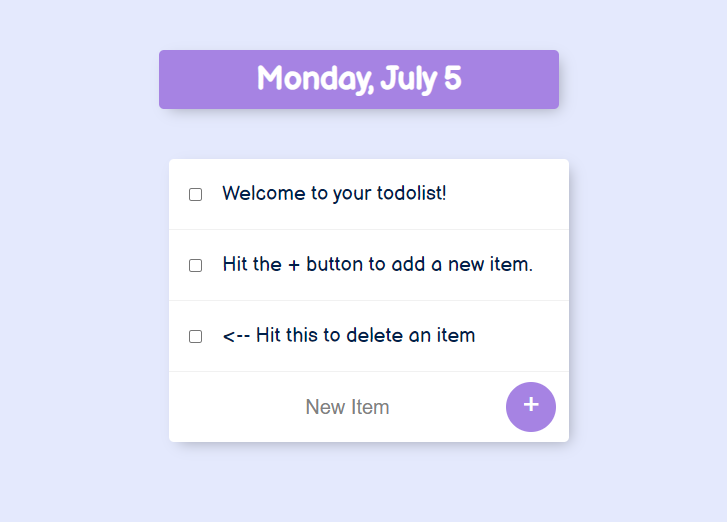 Monday, July 5
Welcome to your todolist!
Hit the + button to add a new item.
<-- Hit this to delete an item
New Item
+